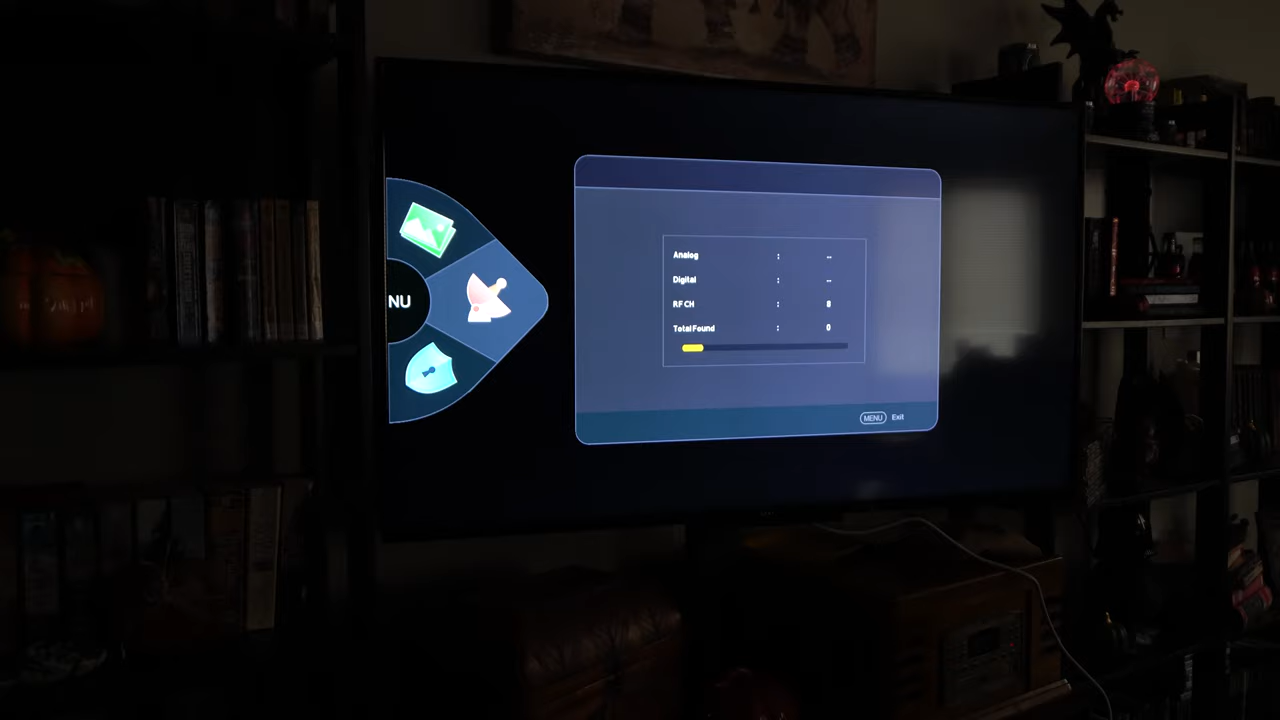 NU
Analog : --
Digital : --
RF CH : 8
Total Found : 0
MENU Exit